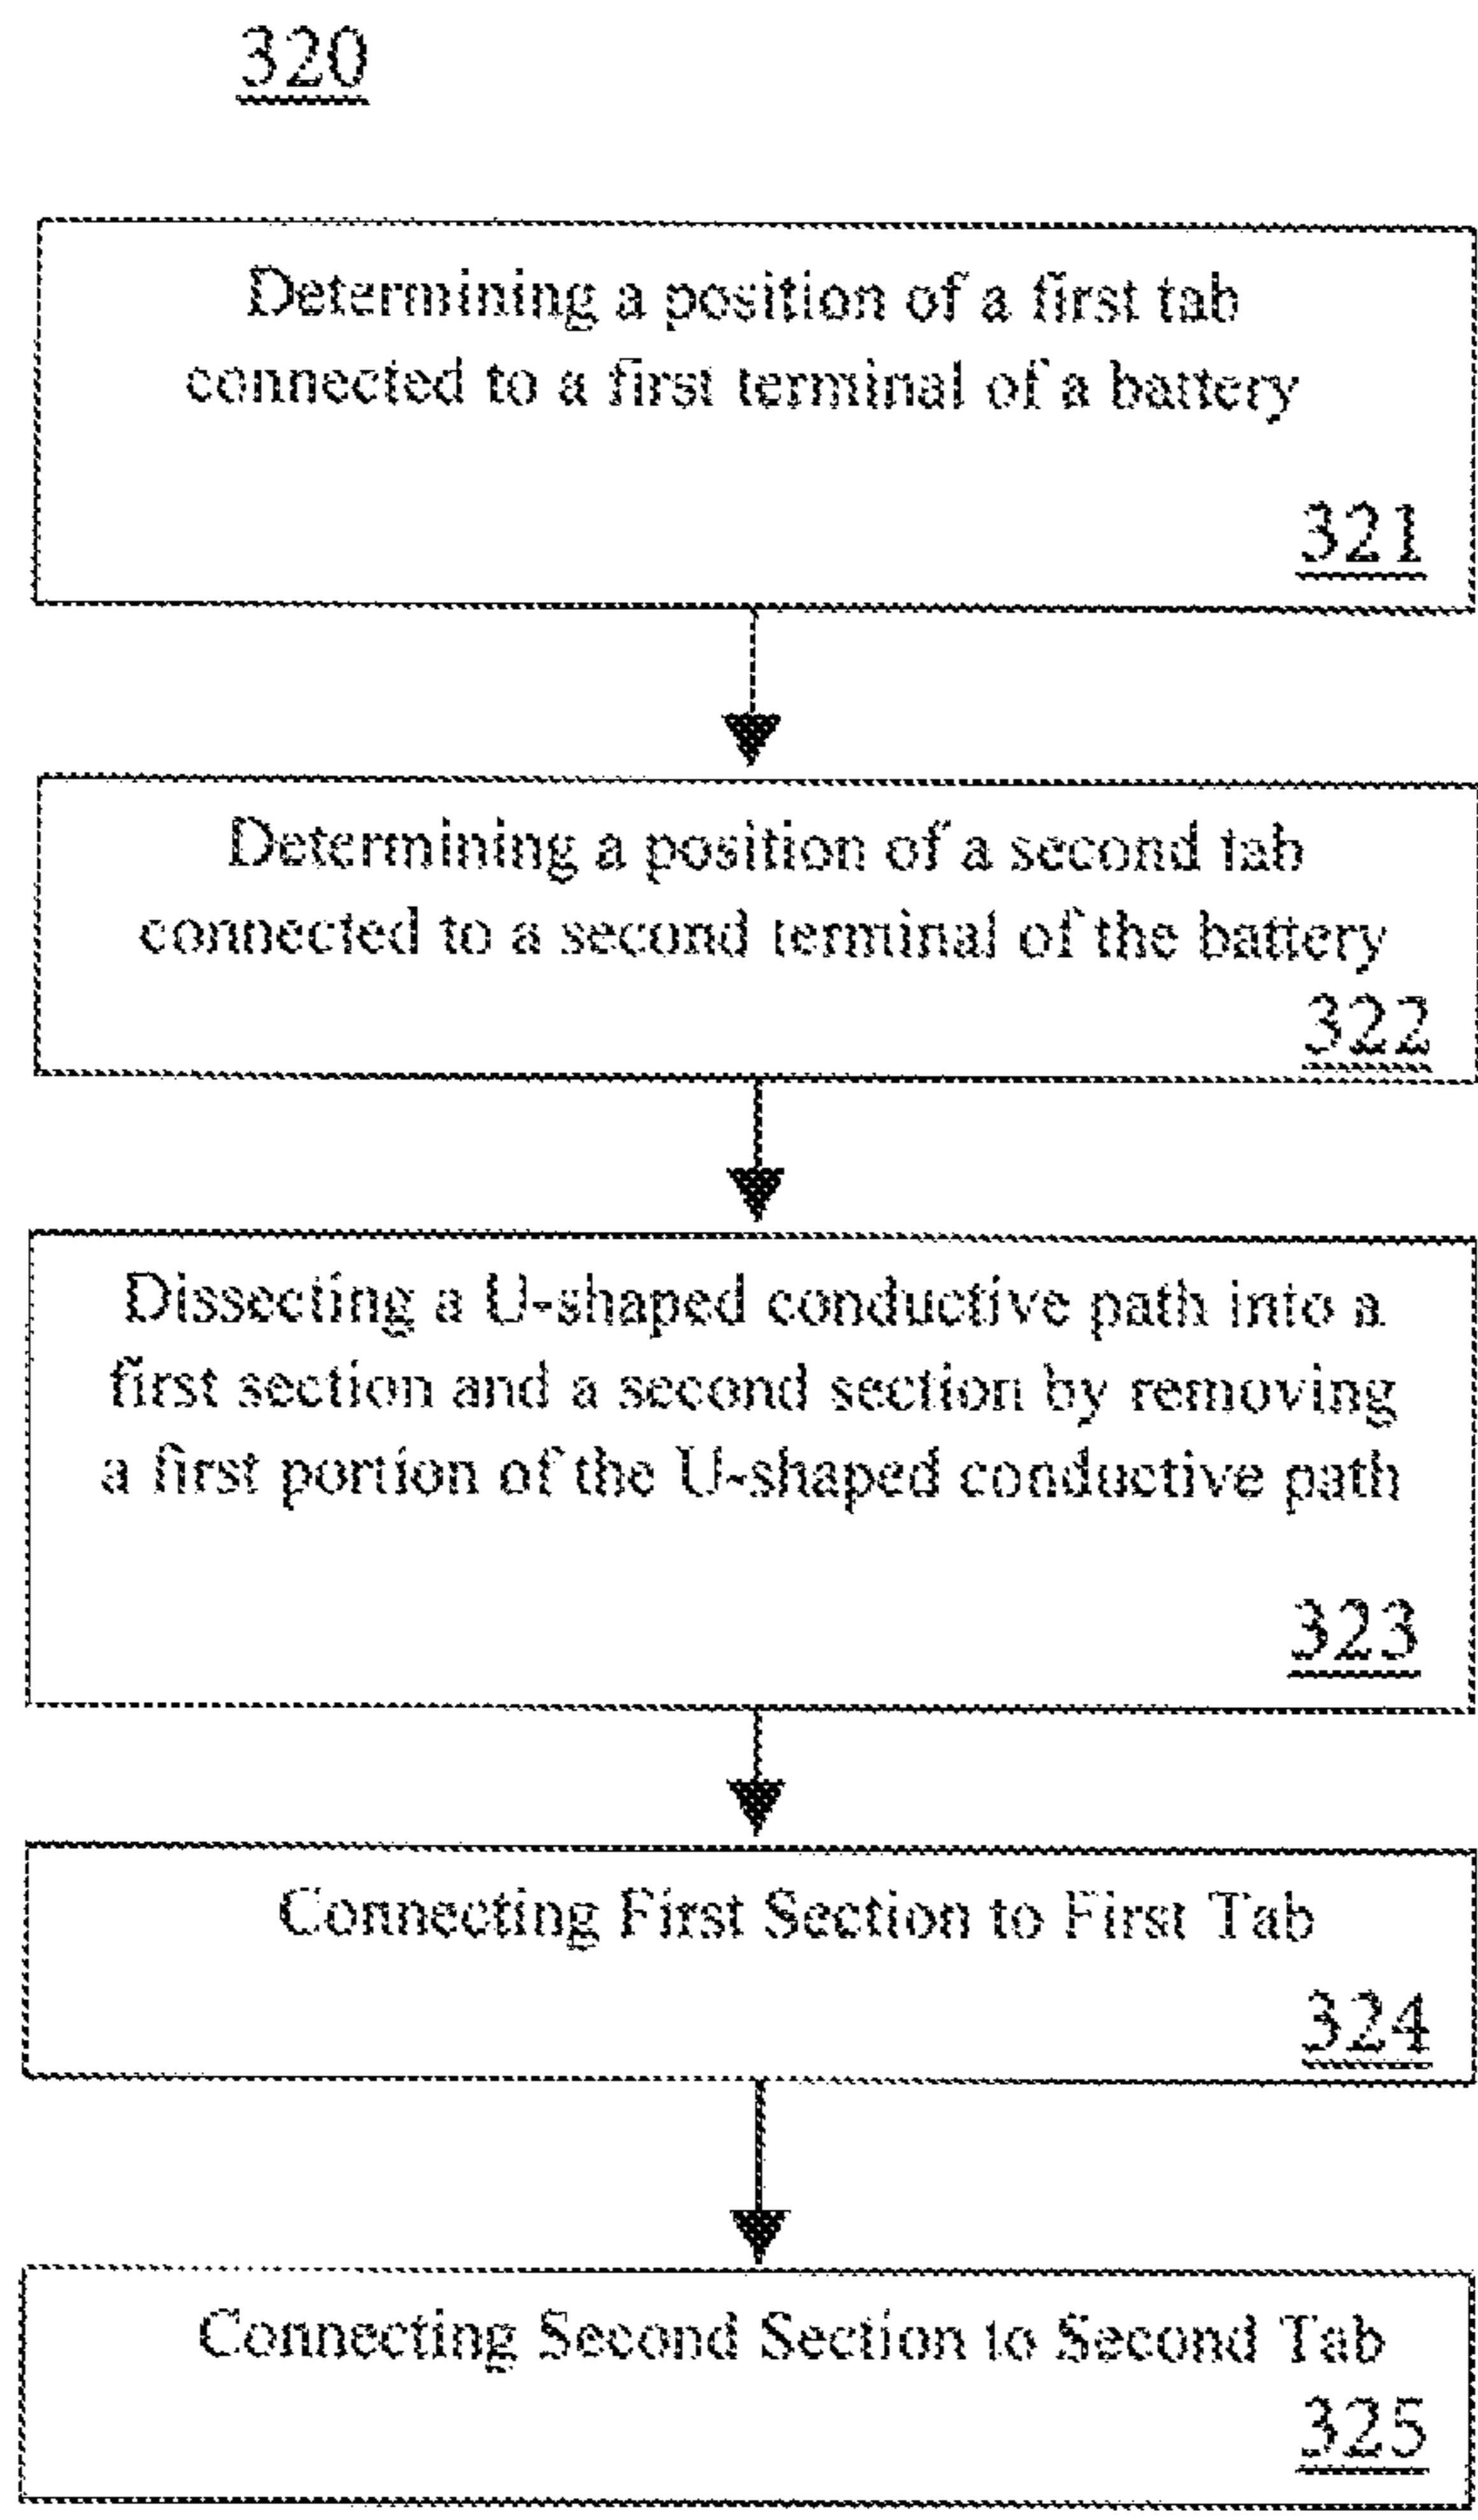 320
Determining a position of a first tab
connected to a first terminal of a battery
321
Determining a position of a second tab
connected to a second terminal of the battery
322
Dissecting a U-shaped conductive path into a
first section and a second section by removing
a first portion of the U-shaped conductive path
323
Connecting First Section to First Tab
324
Connecting Second Section to Second Tab
325